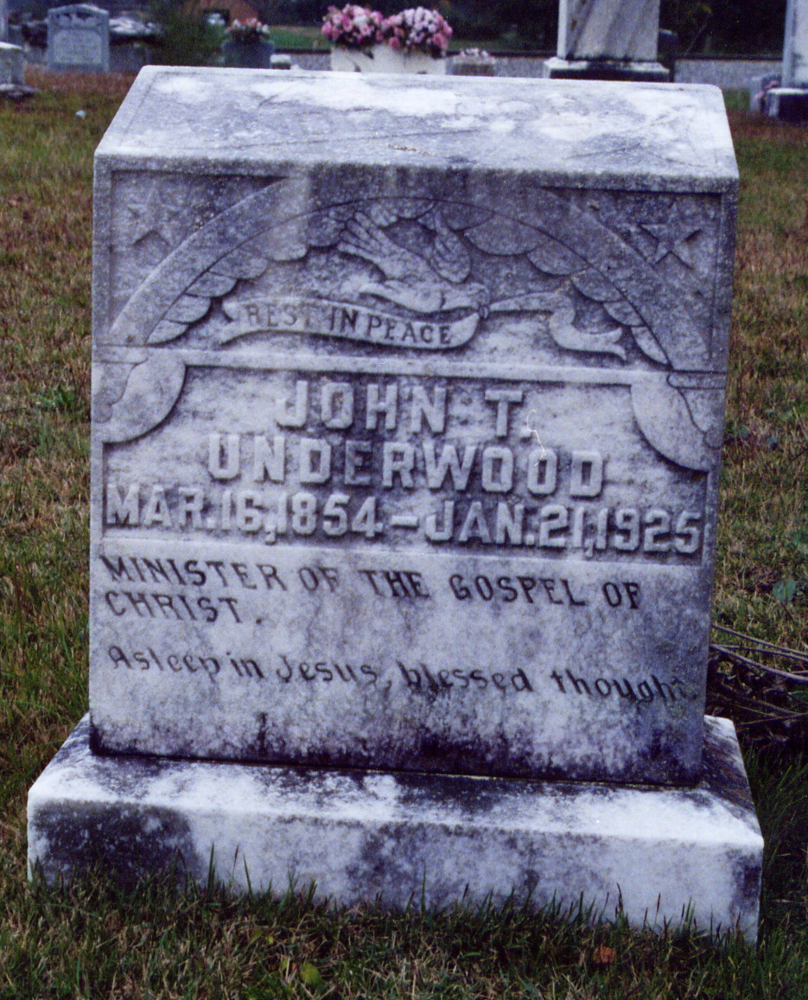 REST IN PEACE
JOHN T.
UNDERWOOD
MAR. 16, 1854 - JAN. 21, 1925
MINISTER OF THE GOSPEL OF
CHRIST.
Asleep in Jesus, blessed thought.